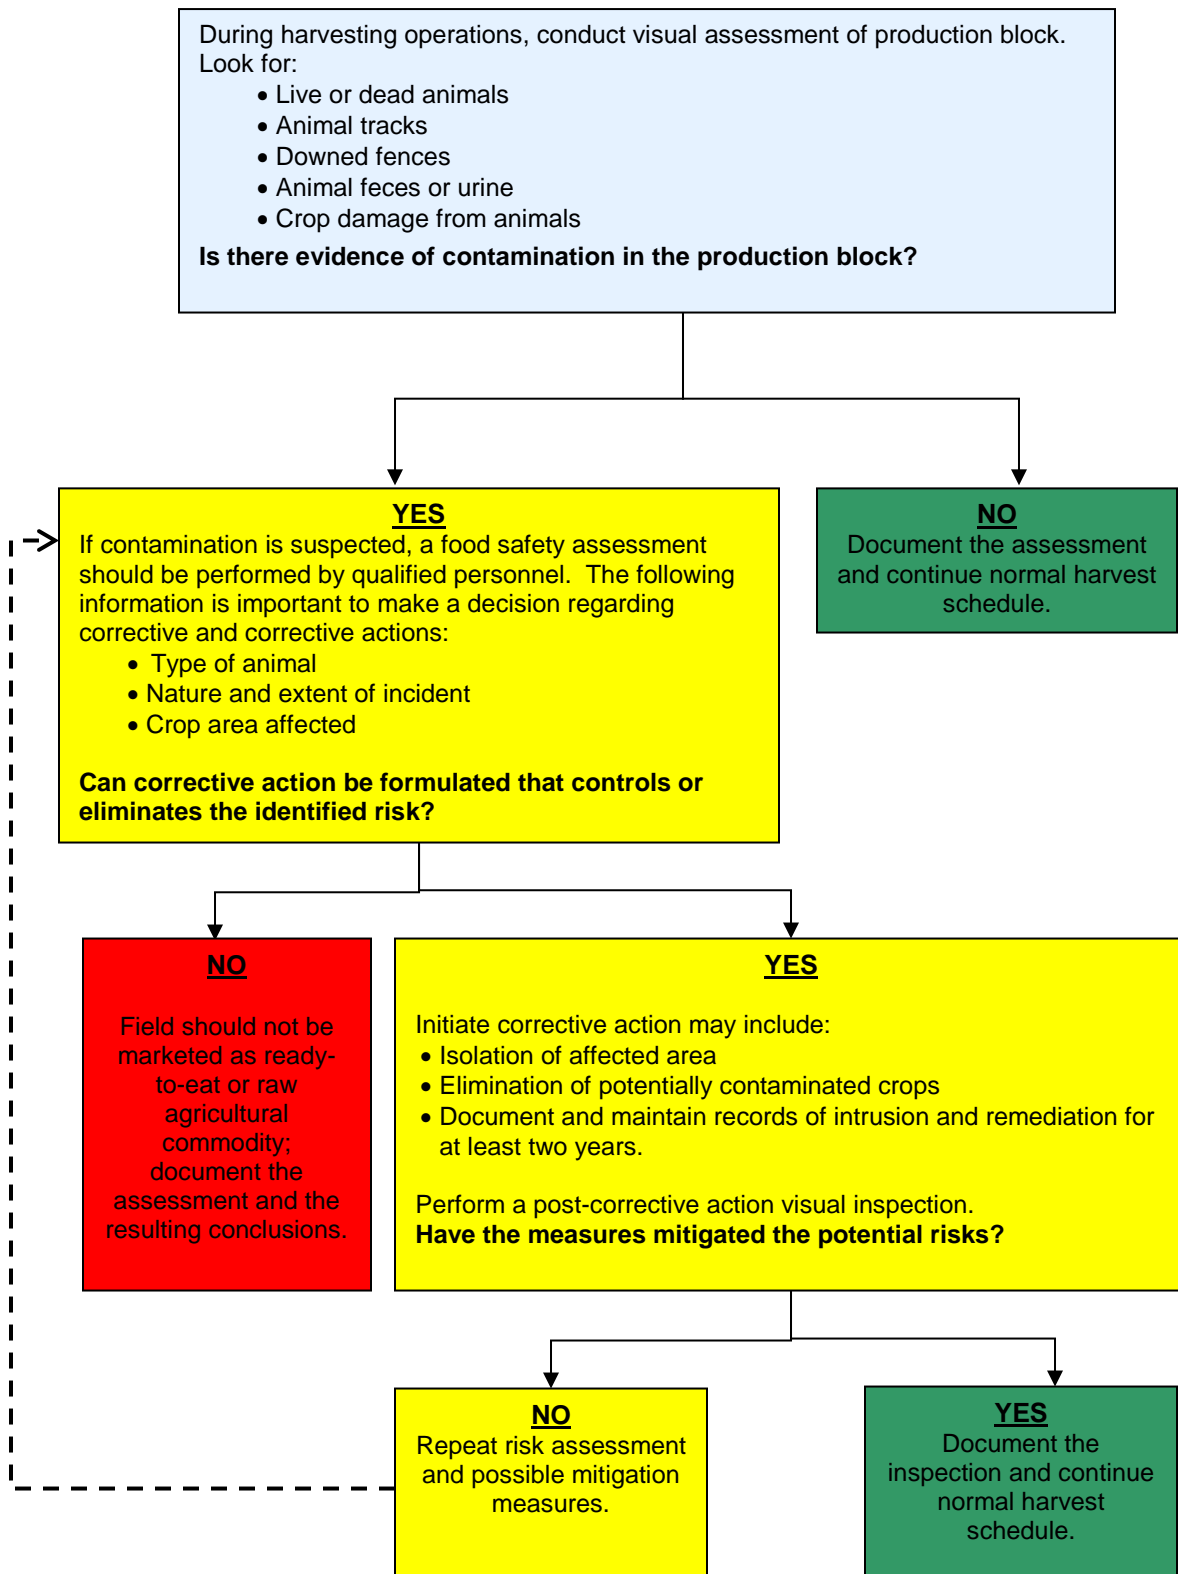 During harvesting operations, conduct visual assessment of production block.
Look for:
• Live or dead animals
• Animal tracks
• Downed fences
• Animal feces or urine
• Crop damage from animals
Is there evidence of contamination in the production block?
YES
If contamination is suspected, a food safety assessment
should be performed by qualified personnel.  The following
information is important to make a decision regarding
corrective and corrective actions:
• Type of animal
• Nature and extent of incident
• Crop area affected
Can corrective action be formulated that controls or
eliminates the identified risk?
NO
Document the assessment
and continue normal harvest
schedule.
NO
Field should not be
marketed as ready-
to-eat or raw
agricultural
commodity;
document the
assessment and the
resulting conclusions.
YES
Initiate corrective action may include:
• Isolation of affected area
• Elimination of potentially contaminated crops
• Document and maintain records of intrusion and remediation for
at least two years.
Perform a post-corrective action visual inspection.
Have the measures mitigated the potential risks?
NO
Repeat risk assessment
and possible mitigation
measures.
YES
Document the
inspection and continue
normal harvest
schedule.